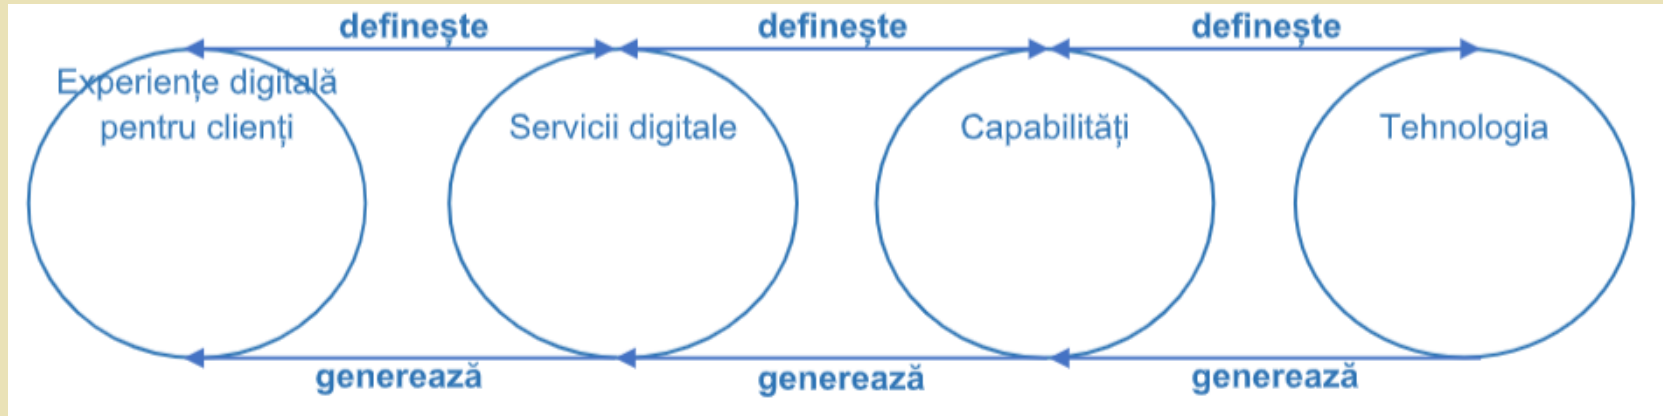 definește
definește
definește
Experiențe digitală
pentru clienți
Servicii digitale
Capabilități
Tehnologia
generează
generează
generează